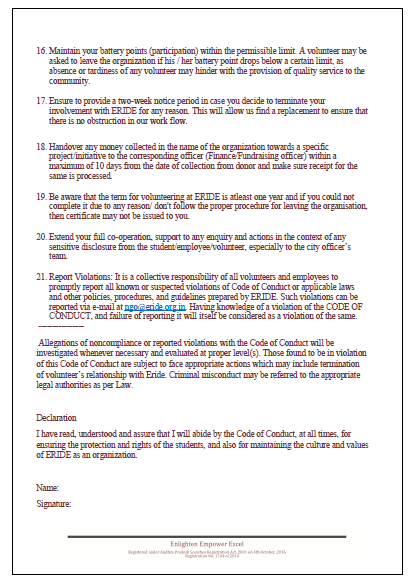 16. Maintain your battery points (participation) within the permissible limit. A volunteer may be
asked to leave the organization if his / her battery point drops below a certain limit, as
absence or tardiness of any volunteer may hinder with the provision of quality service to the
community.
17. Ensure to provide a two-week notice period in case you decide to terminate your
involvement with ERIDE for any reason. This will allow us find a replacement to ensure that
there is no obstruction in our work flow.
18. Handover any money collected in the name of the organization towards a specific
project/initiative to the corresponding officer (Finance/Fundraising officer) within a
maximum of 10 days from the date of collection from donor and make sure receipt for the
same is processed.
19. Be aware that the term for volunteering at ERIDE is atleast one year and if you could not
complete it due to any reason/ don't follow the proper procedure for leaving the organisation,
then certificate may not be issued to you.
20. Extend your full co-operation, support to any enquiry and actions in the context of any
sensitive disclosure from the student/employee/volunteer, especially to the city officer's
team.
21. Report Violations: It is a collective responsibility of all volunteers and employees to
promptly report all known or suspected violations of Code of Conduct or applicable laws
and other policies, procedures, and guidelines prepared by ERIDE. Such violations can be
reported via e-mail at ngo@eride.org.in. Having knowledge of a violation of the CODE OF
CONDUCT, and failure of reporting it will itself be considered as a violation of the same.
Allegations of noncompliance or reported violations with the Code of Conduct will be
investigated whenever necessary and evaluated at proper level(s). Those found to be in violation
of this Code of Conduct are subject to face appropriate actions which may include termination
of volunteer's relationship with Eride. Criminal misconduct may be referred to the appropriate
legal authorities as per Law.
Declaration
I have read, understood and assure that I will abide by the Code of Conduct, at all times, for
ensuring the protection and rights of the students, and also for maintaining the culture and values
of ERIDE as an organization.
Name:
Signature:
Enlighten Empower Excel
Registered under Andhra Pradesh Societies Registration Act, 2001 on 4th October, 2016
Registration No.